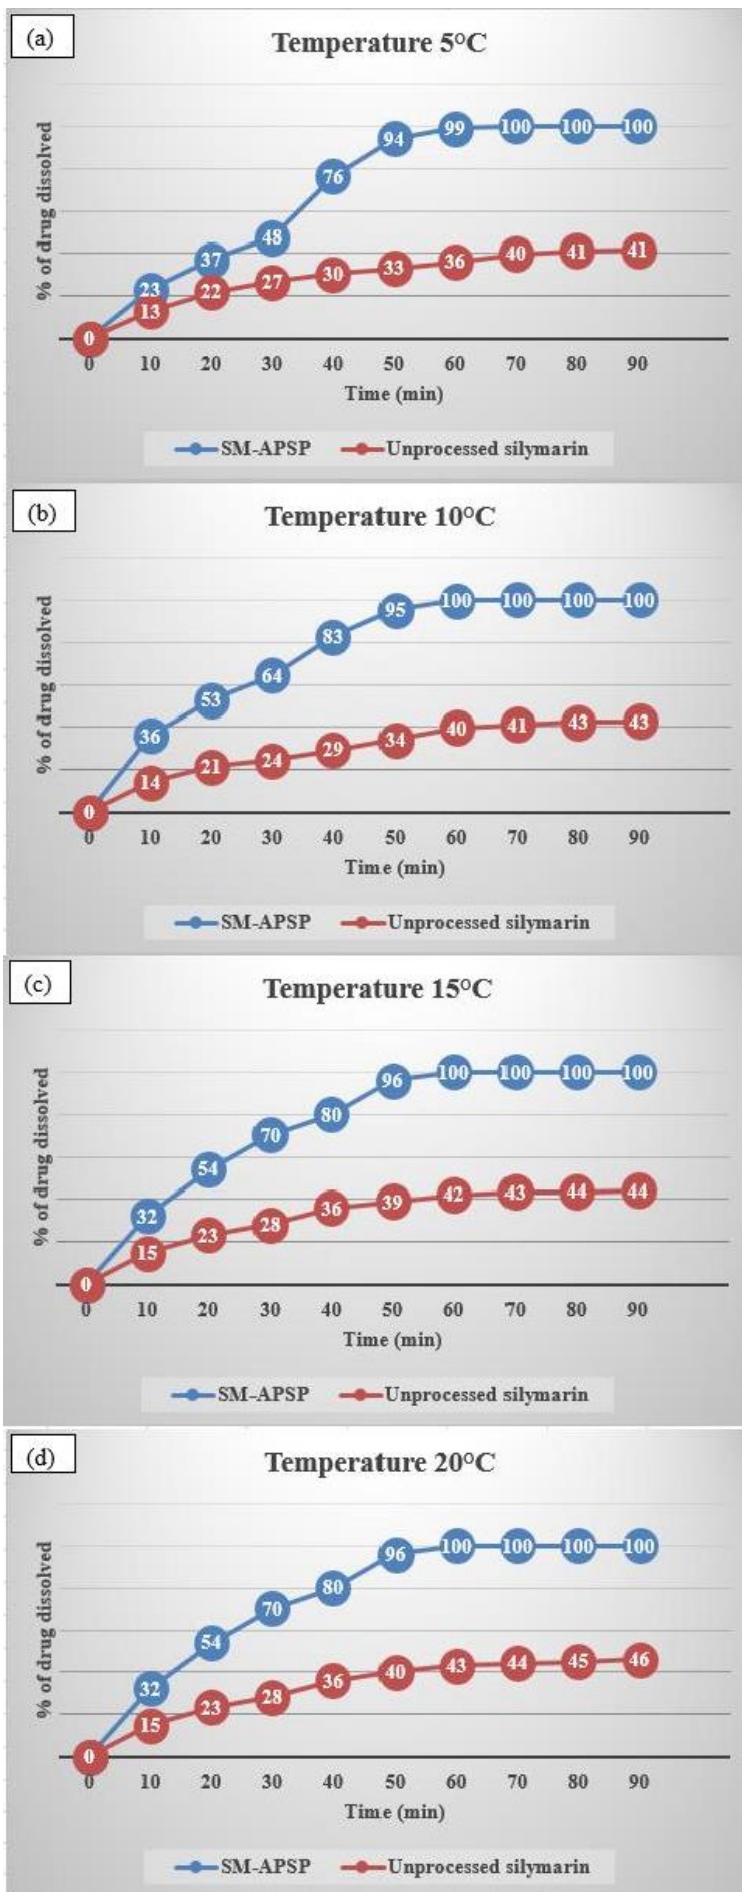 (a)
Temperature 5°C
% of drug dissolved
94 99 100 100 100
76
48
37
23
13 22 27 30 33 36 40 41 41
0
0 10 20 30 40 50 60 70 80 90
Time (min)
SM-APSP Unprocessed silymarin
(b)
Temperature 10°C
% of drug dissolved
95 100 100 100 100
83
64
53
36
14 21 24 29 34 40 41 43 43
0
0 10 20 30 40 50 60 70 80 90
Time (min)
SM-APSP Unprocessed silymarin
(c)
Temperature 15°C
% of drug dissolved
96 100 100 100 100
80
70
54
32
15 23 28 36 39 42 43 44 44
0
0 10 20 30 40 50 60 70 80 90
Time (min)
SM-APSP Unprocessed silymarin
(d)
Temperature 20°C
% of drug dissolved
96 100 100 100 100
80
70
54
32
15 23 28 36 40 43 44 45 46
0
0 10 20 30 40 50 60 70 80 90
Time (min)
SM-APSP Unprocessed silymarin